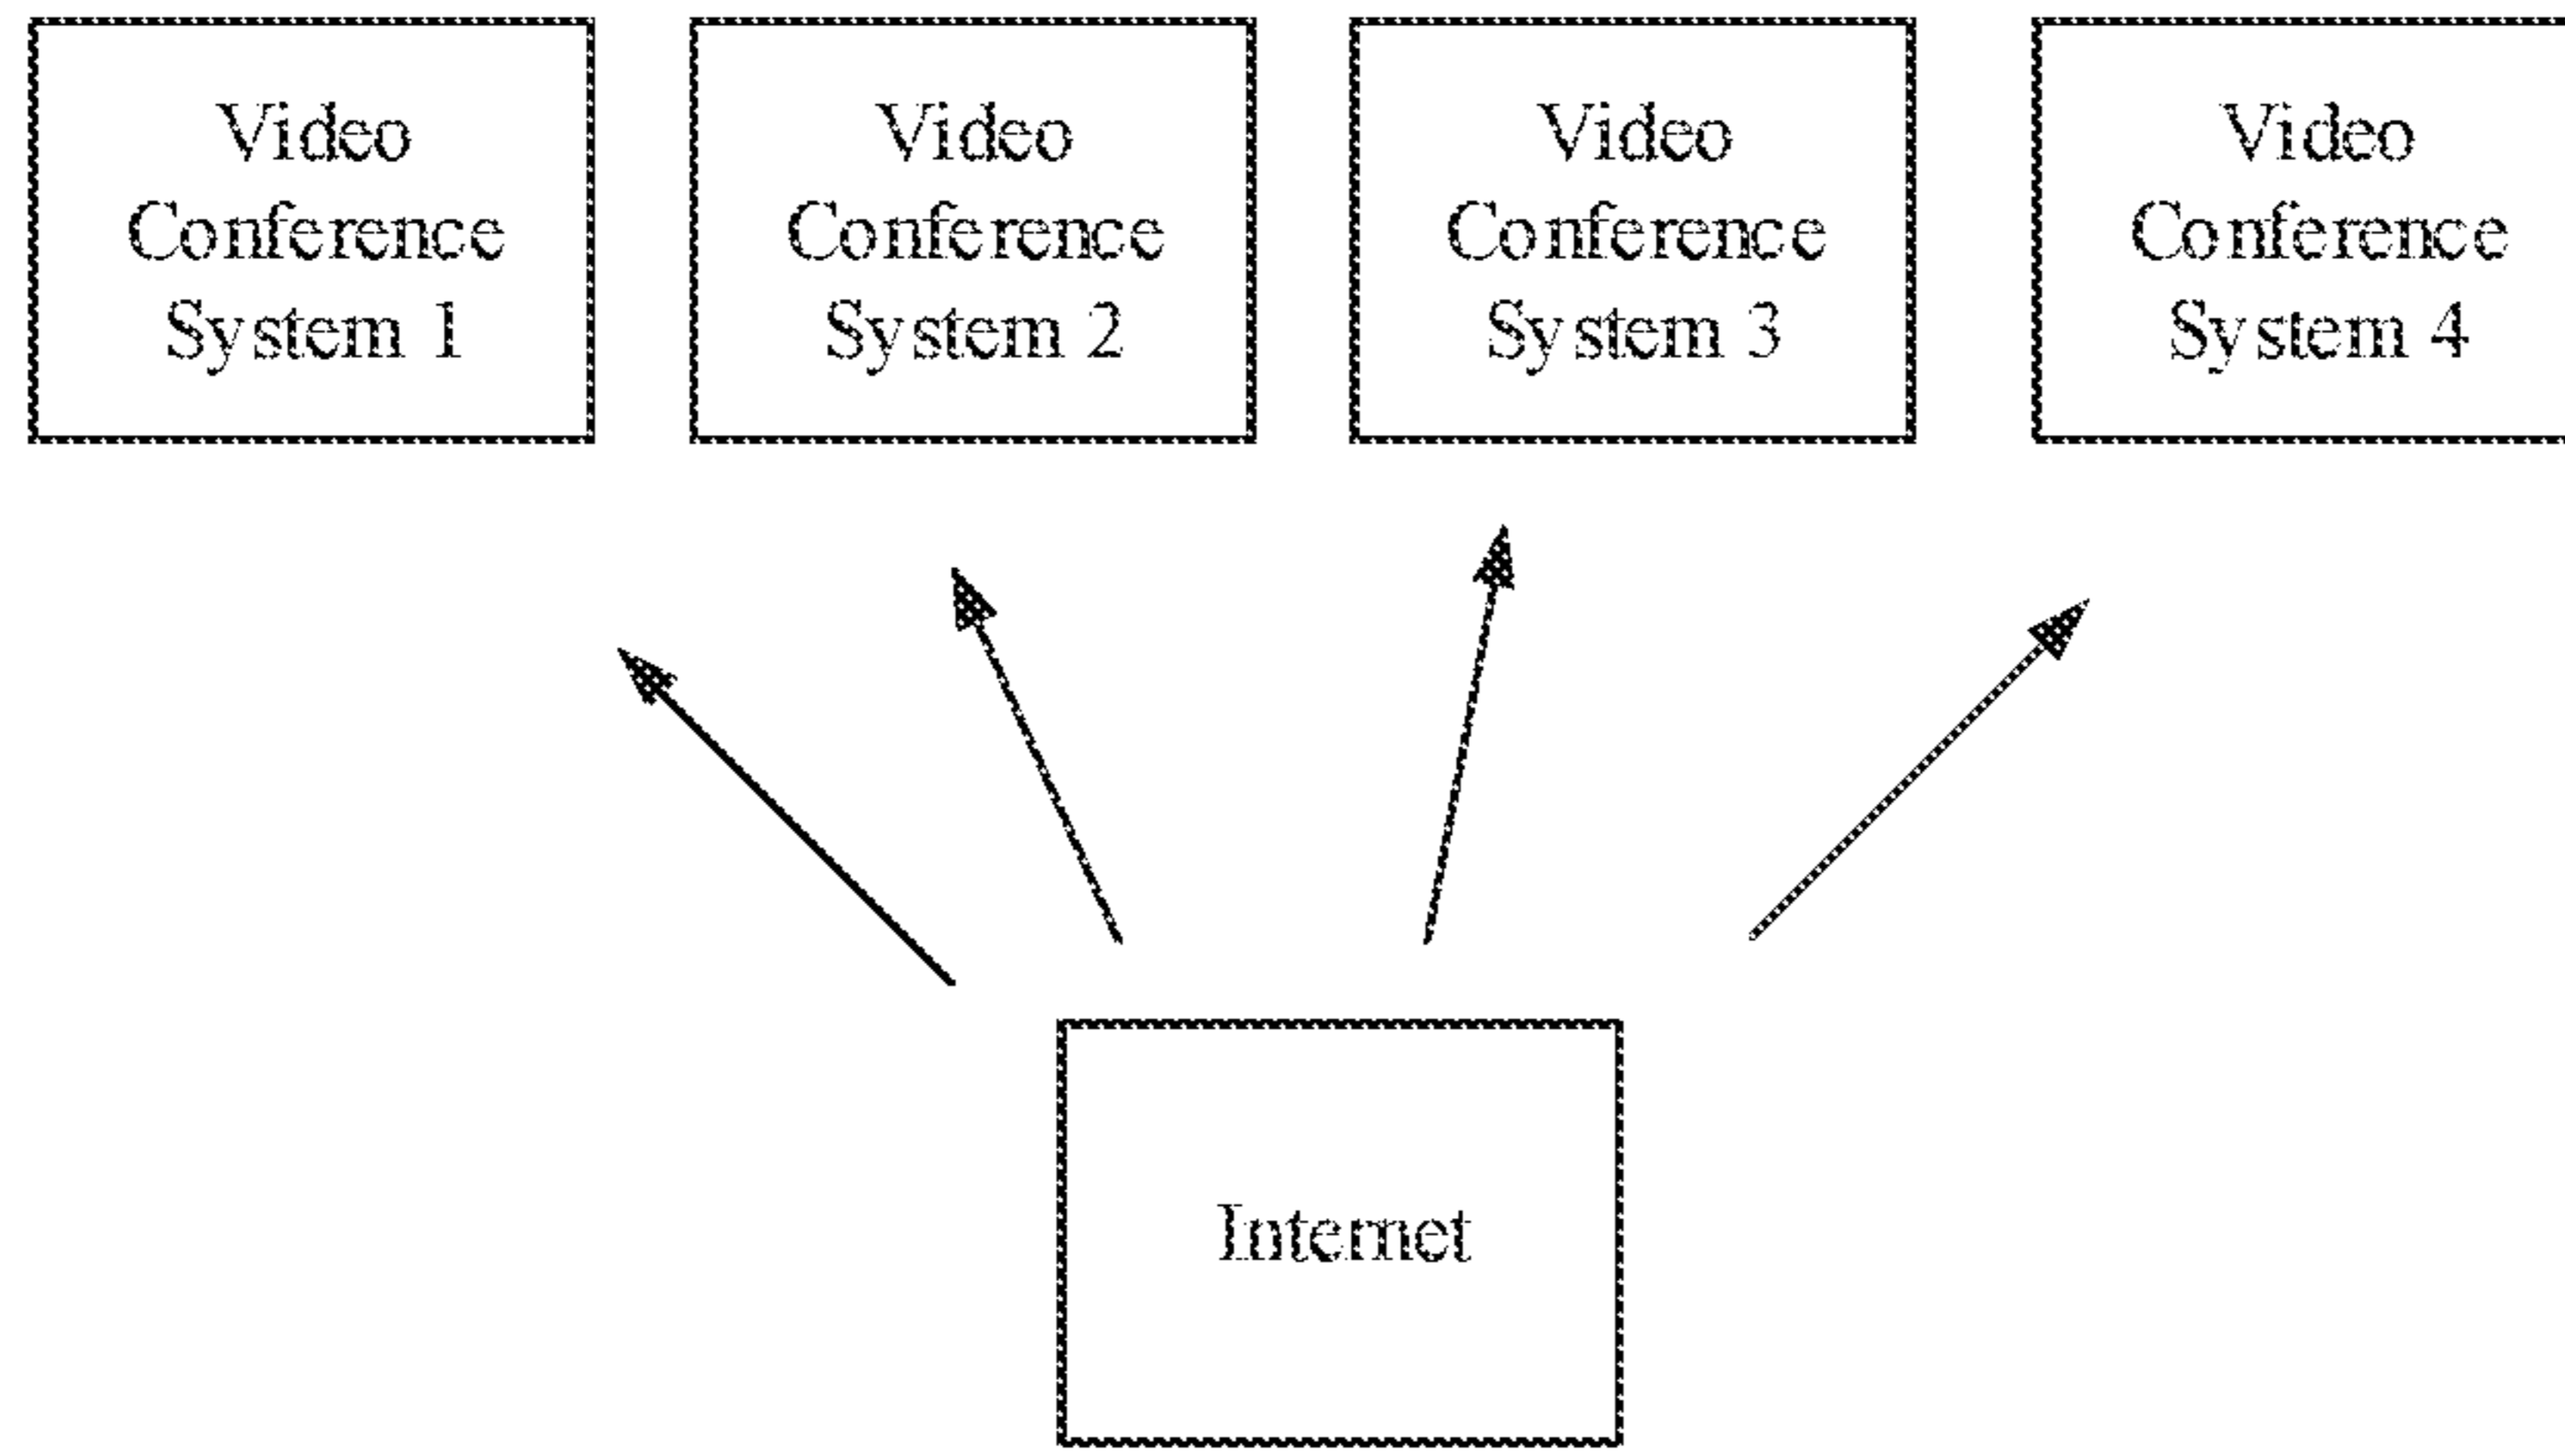 Video
Conference
System 1
Video
Conference
System 2
Video
Conference
System 3
Video
Conference
System 4
Internet